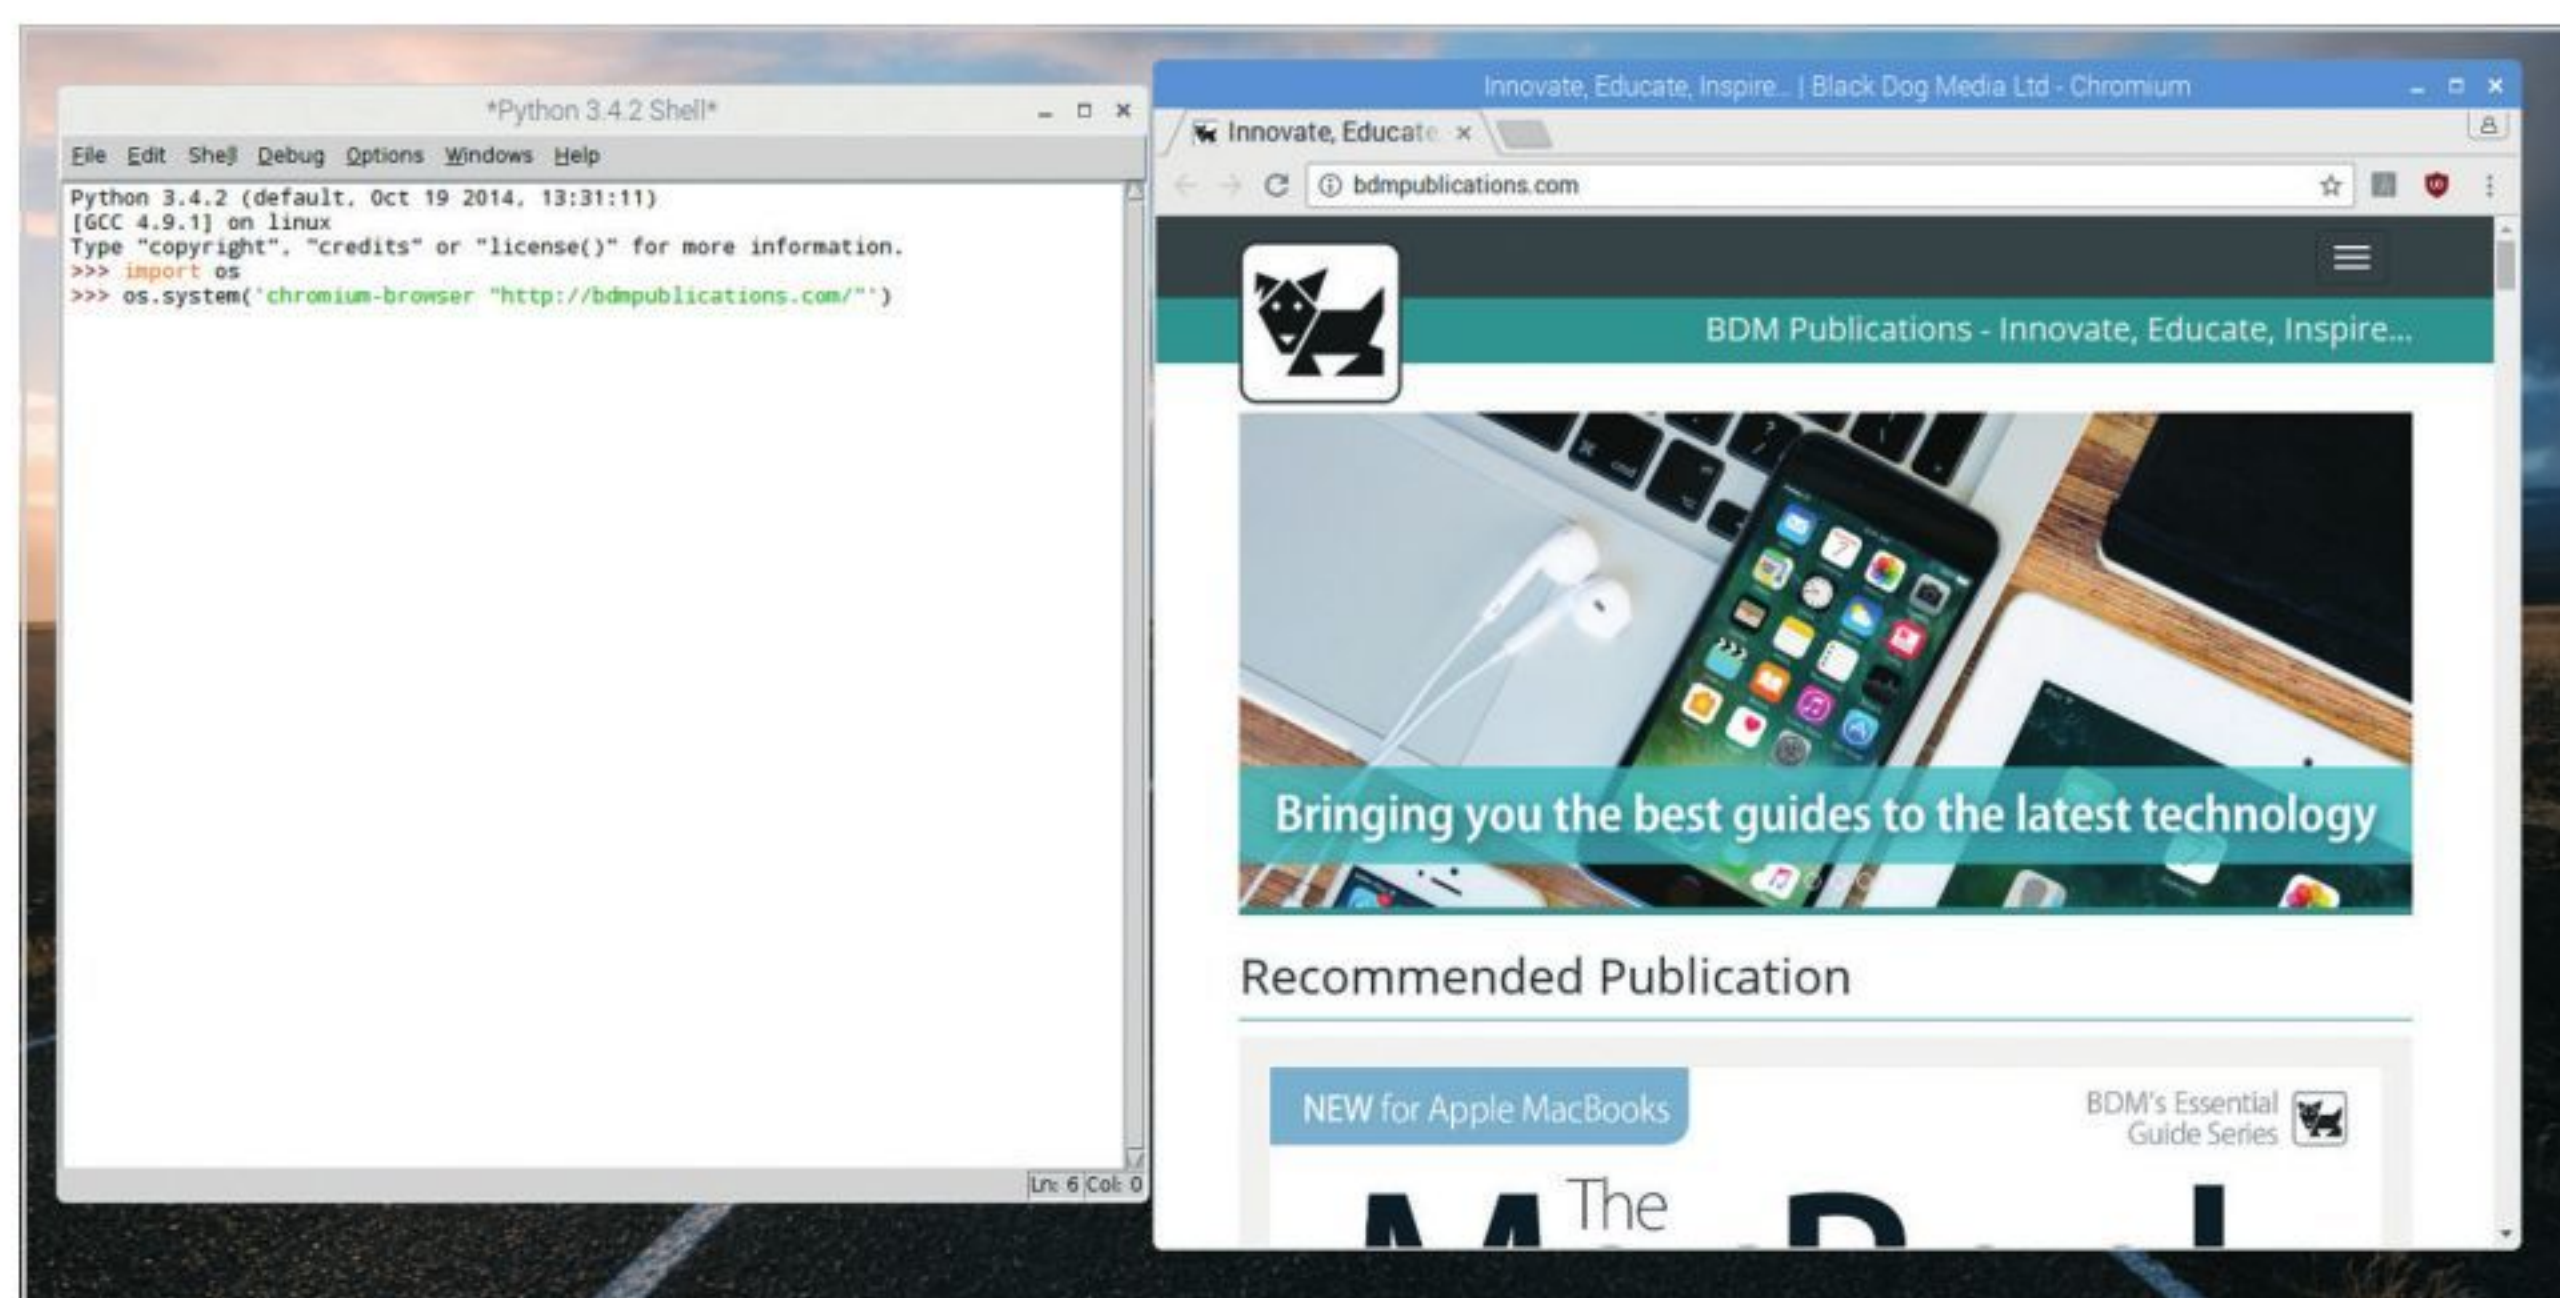 *Python 3.4.2 Shell*
File Edit Shell Debug Options Windows Help
Python 3.4.2 (default, Oct 19 2014, 13:31:11)
[GCC 4.9.1] on linux
Type "copyright", "credits" or "license()" for more information.
>>> import os
>>> os.system('chromium-browser "http://bdmpublications.com/"')
Ln: 6 Col: 0
Innovate, Educate, Inspire... | Black Dog Media Ltd - Chromium
Innovate, Educate
bdmpublications.com
BDM Publications - Innovate, Educate, Inspire...
cmd
Bringing you the best guides to the latest technology
Recommended Publication
NEW for Apple MacBooks
BDM's Essential
Guide Series
The